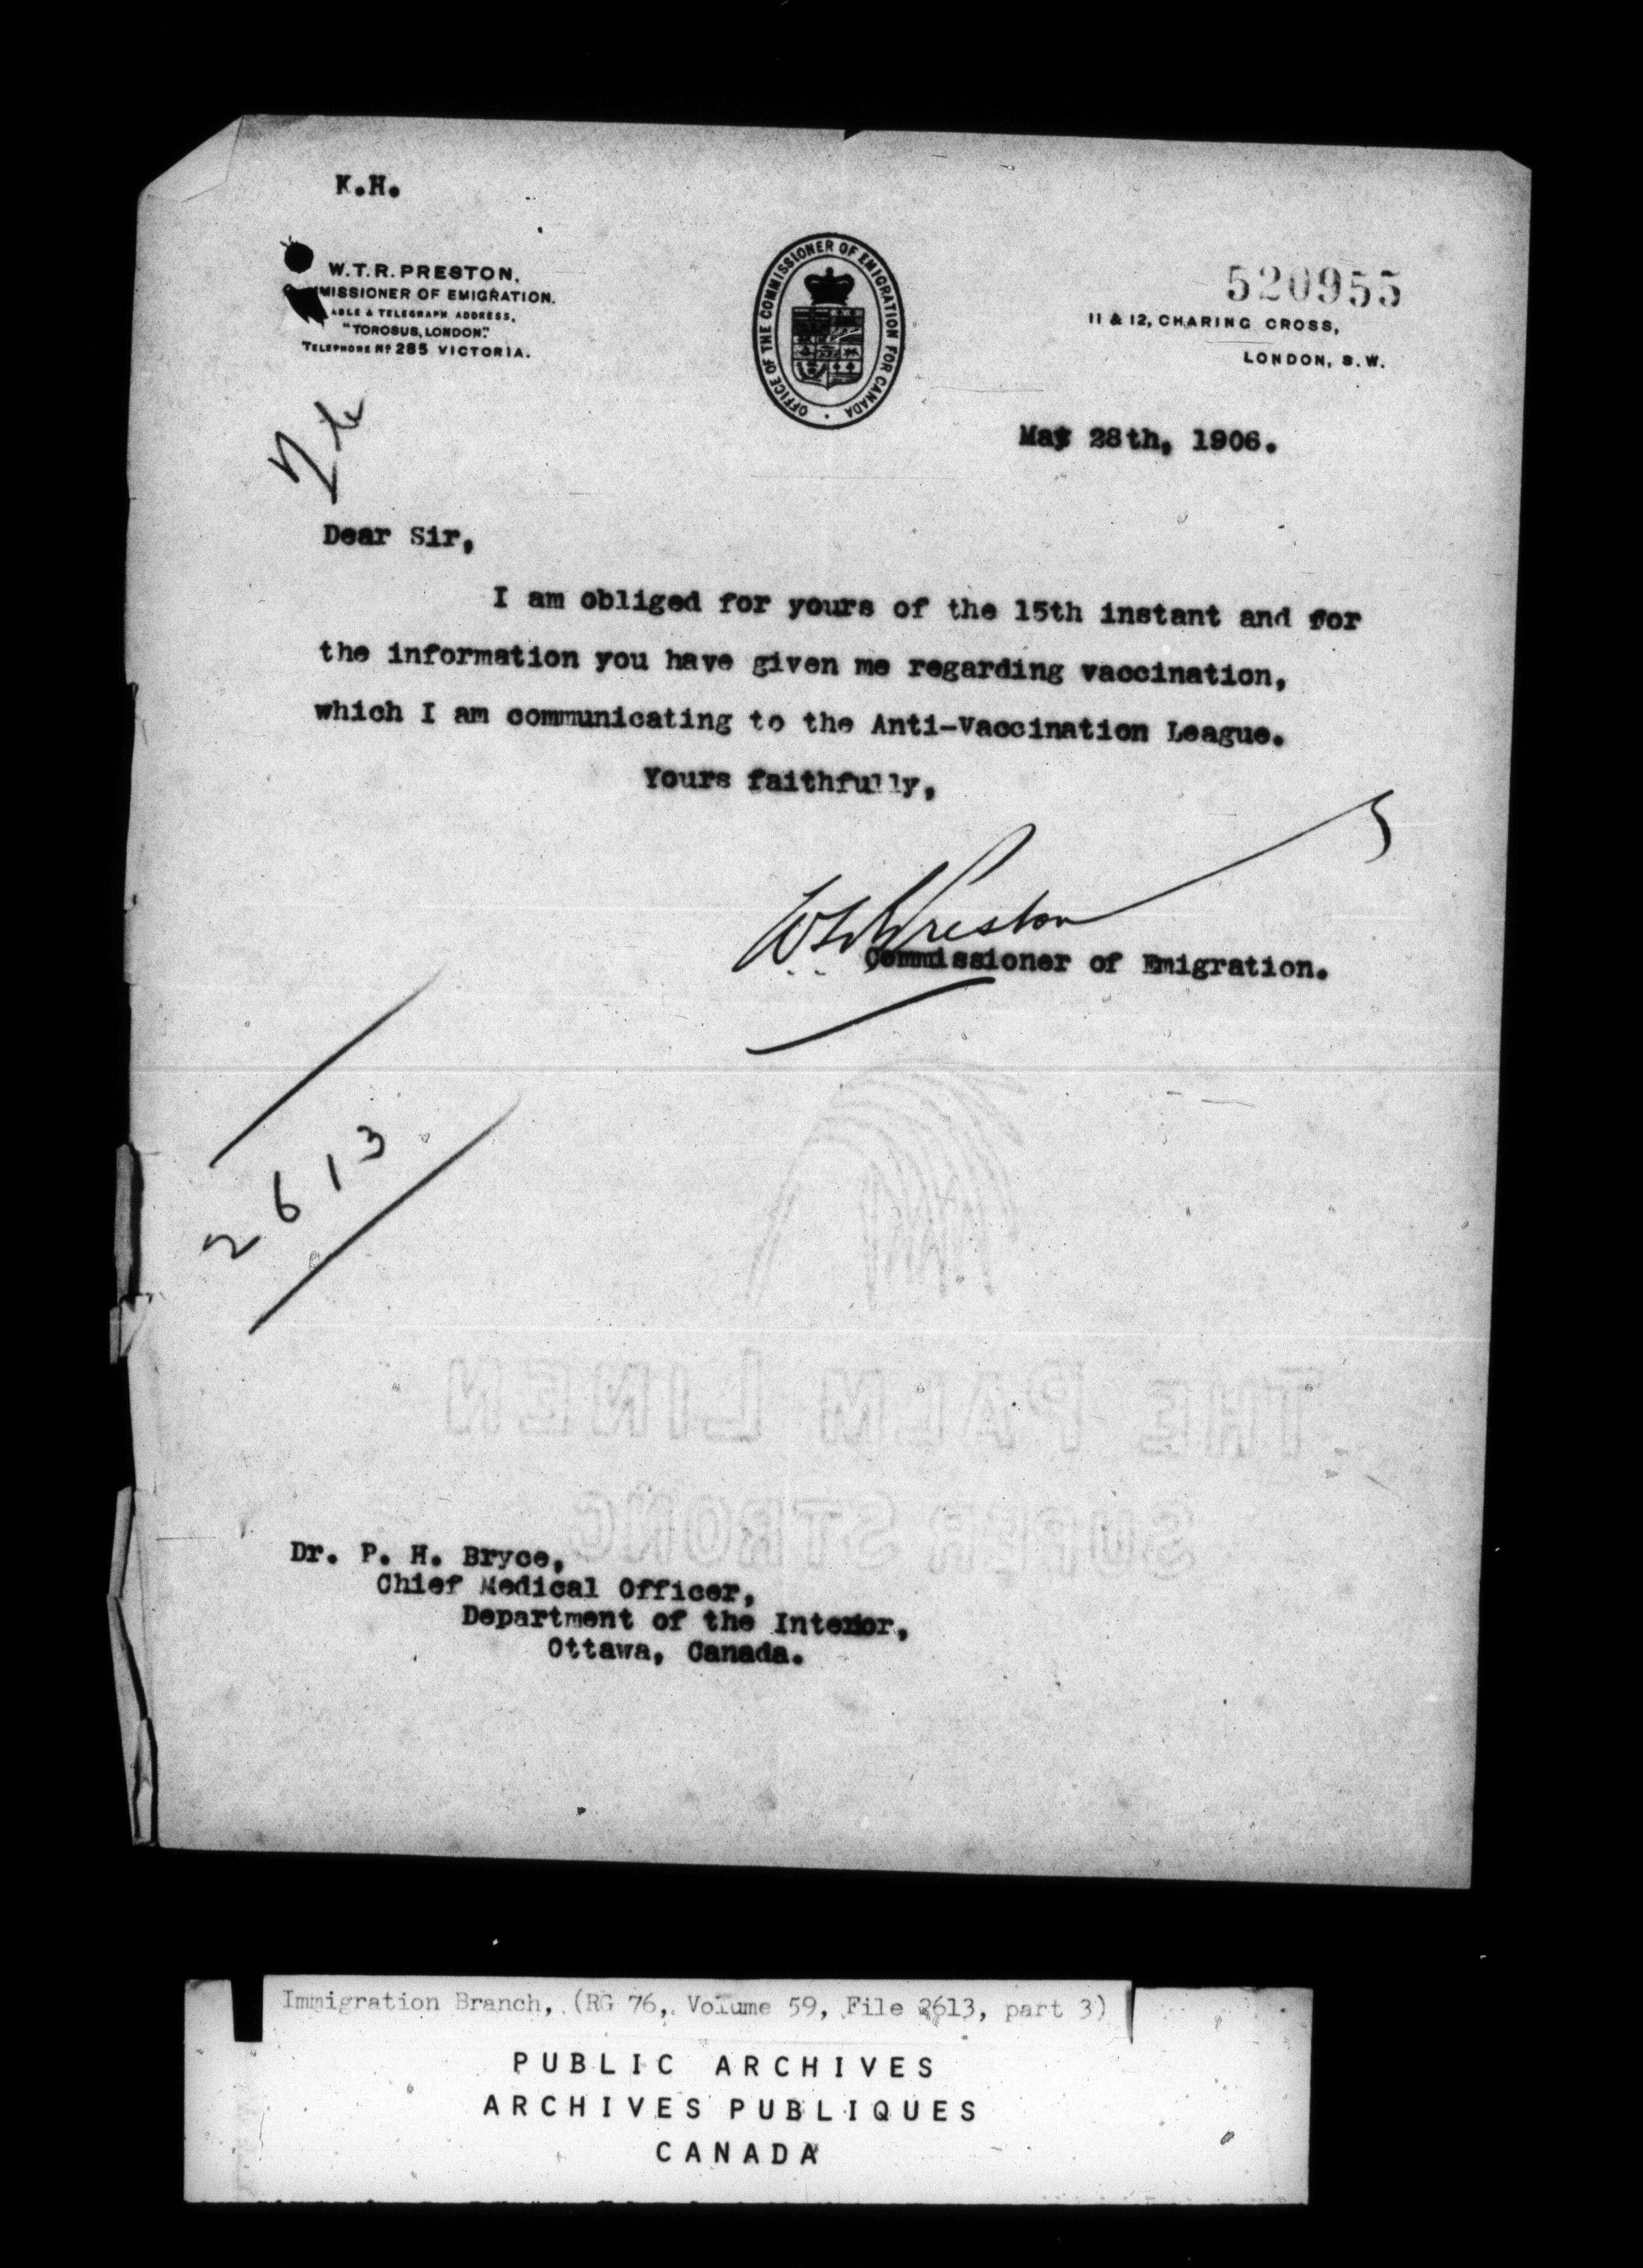 K.H.
W.T.R. PRESTON,
COMMISSIONER OF EMIGRATION.
CABLE & TELEGRAPH ADDRESS,
"TOROSUS, LONDON."
TELEPHONE No 285 VICTORIA.
OFFICE OF THE COMMISSIONER OF EMIGRATION FOR CANADA
520955
11 & 12, CHARING CROSS,
LONDON, S.W.
May 28th, 1906.
Dear Sir,
I am obliged for yours of the 15th instant and for
the information you have given me regarding vaccination,
which I am communicating to the Anti-Vaccination League.
Yours faithfully,
W T R Preston
Commissioner of Emigration.
2613
THE PALM LINEN
SUPER STRONG
Dr. P. H. Bryce,
Chief Medical Officer,
Department of the Interior,
Ottawa, Canada.
Immigration Branch, (RG 76, Volume 59, File 2613, part 3)
PUBLIC ARCHIVES
ARCHIVES PUBLIQUES
CANADA